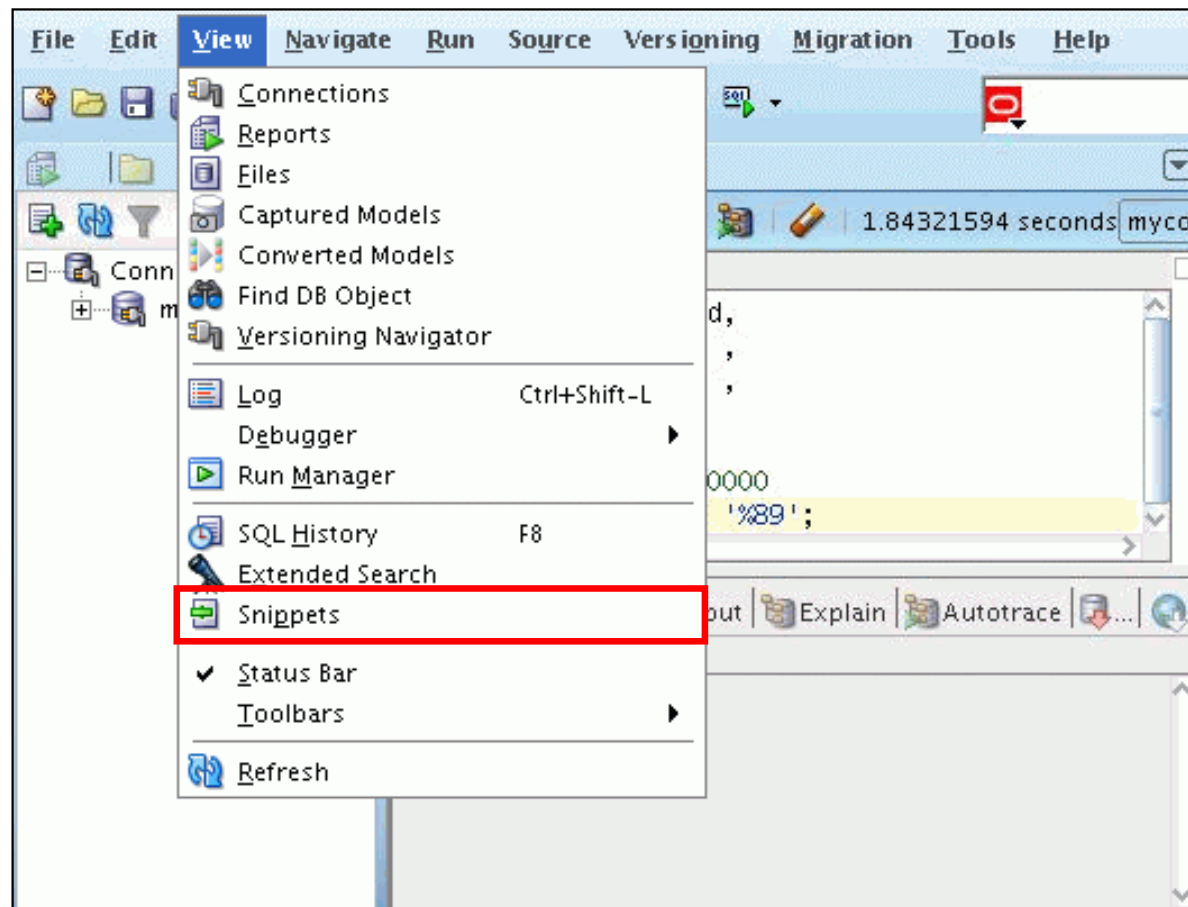 File Edit View Navigate Run Source Versioning Migration Tools Help
Connections
Reports
Files
Captured Models
Converted Models
Find DB Object
Versioning Navigator
Log Ctrl+Shift-L
Debugger
Run Manager
SQL History F8
Extended Search
Snippets
Status Bar
Toolbars
Refresh
SQL
1.84321594 seconds myco
Conn
m
d,
,
,
0000
'%89';
out Explain Autotrace ...